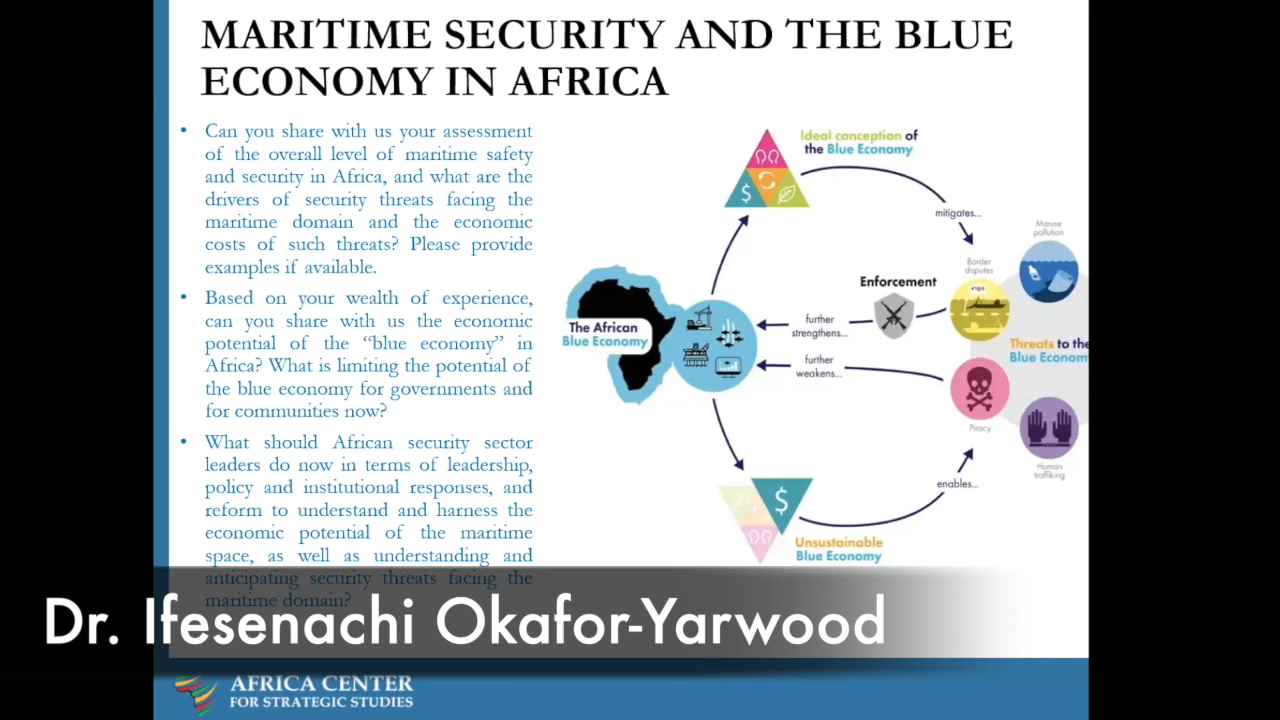 MARITIME SECURITY AND THE BLUE
ECONOMY IN AFRICA
• Can you share with us your assessment
of the overall level of maritime safety
and security in Africa, and what are the
drivers of security threats facing the
maritime domain and the economic
costs of such threats? Please provide
examples if available.
• Based on your wealth of experience,
can you share with us the economic
potential of the “blue economy” in
Africa? What is limiting the potential of
the blue economy for governments and
for communities now?
• What should African security sector
leaders do now in terms of leadership,
policy and institutional responses, and
reform to understand and harness the
economic potential of the maritime
space, as well as understanding and
anticipating security threats facing the
maritime domain?
Ideal conception of
the Blue Economy
$
mitigates...
Marine
pollution
Border
disputes
Enforcement
further
strengthens...
The African
Blue Economy
Threats to the
Blue Econom
further
weakens...
Piracy
Human
traffiking
enables...
$
Unsustainable
Blue Economy
Dr. Ifesenachi Okafor-Yarwood
AFRICA CENTER
FOR STRATEGIC STUDIES